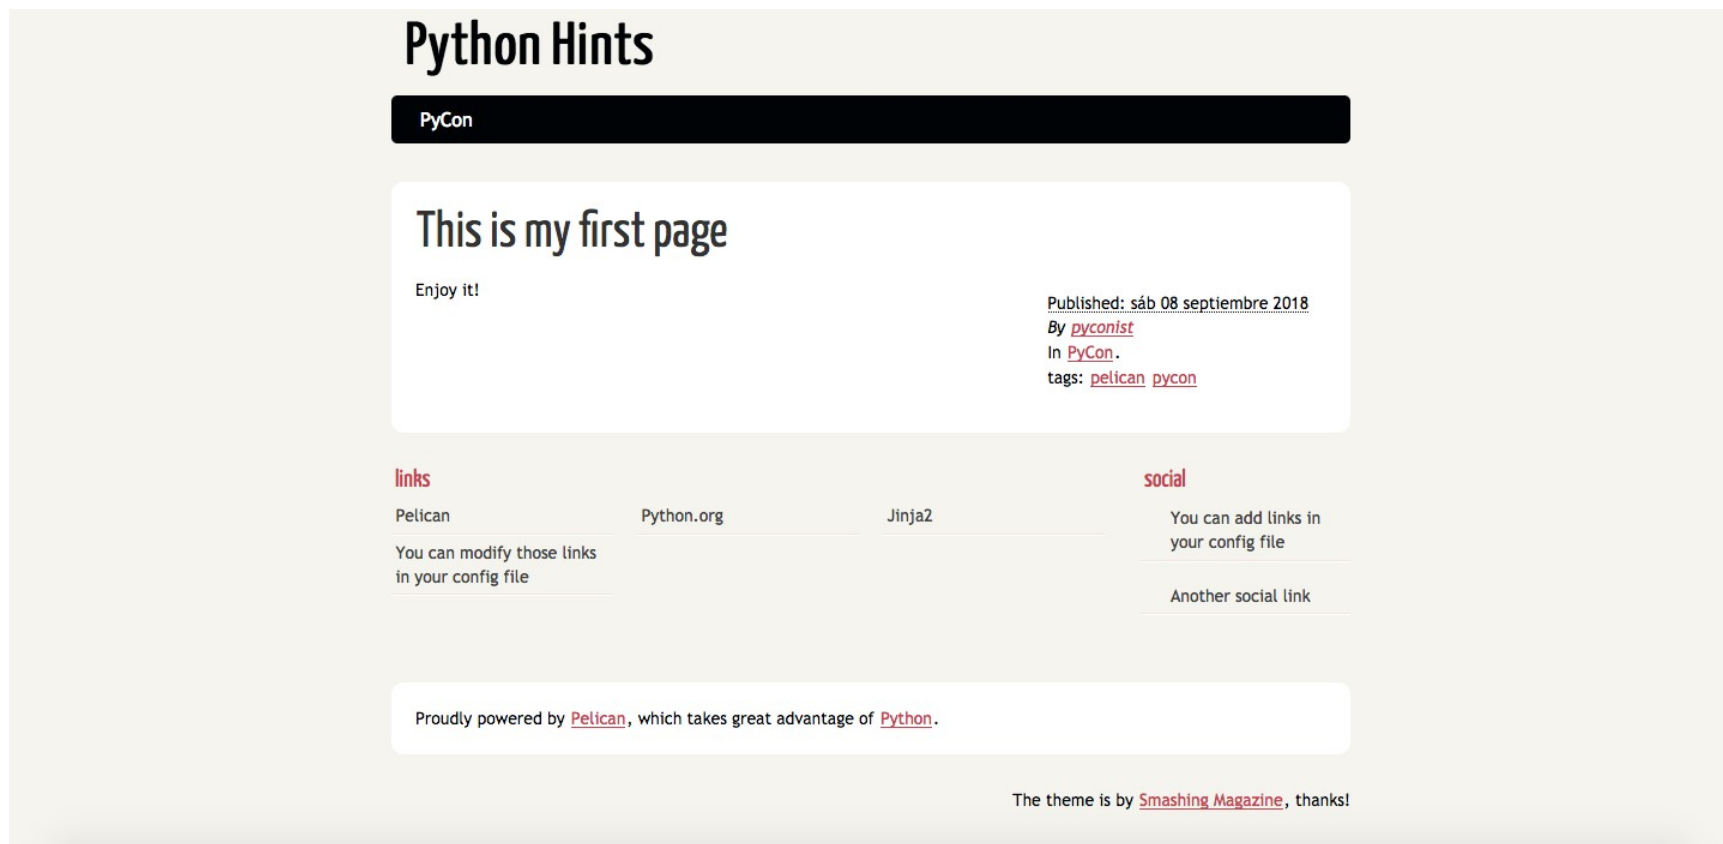 Python Hints
PyCon
This is my first page
Enjoy it!
Published: sáb 08 septiembre 2018
By pyconist
In PyCon.
tags: pelican pycon
links
Pelican
Python.org
Jinja2
You can modify those links
in your config file
social
You can add links in
your config file
Another social link
Proudly powered by Pelican, which takes great advantage of Python.
The theme is by Smashing Magazine, thanks!